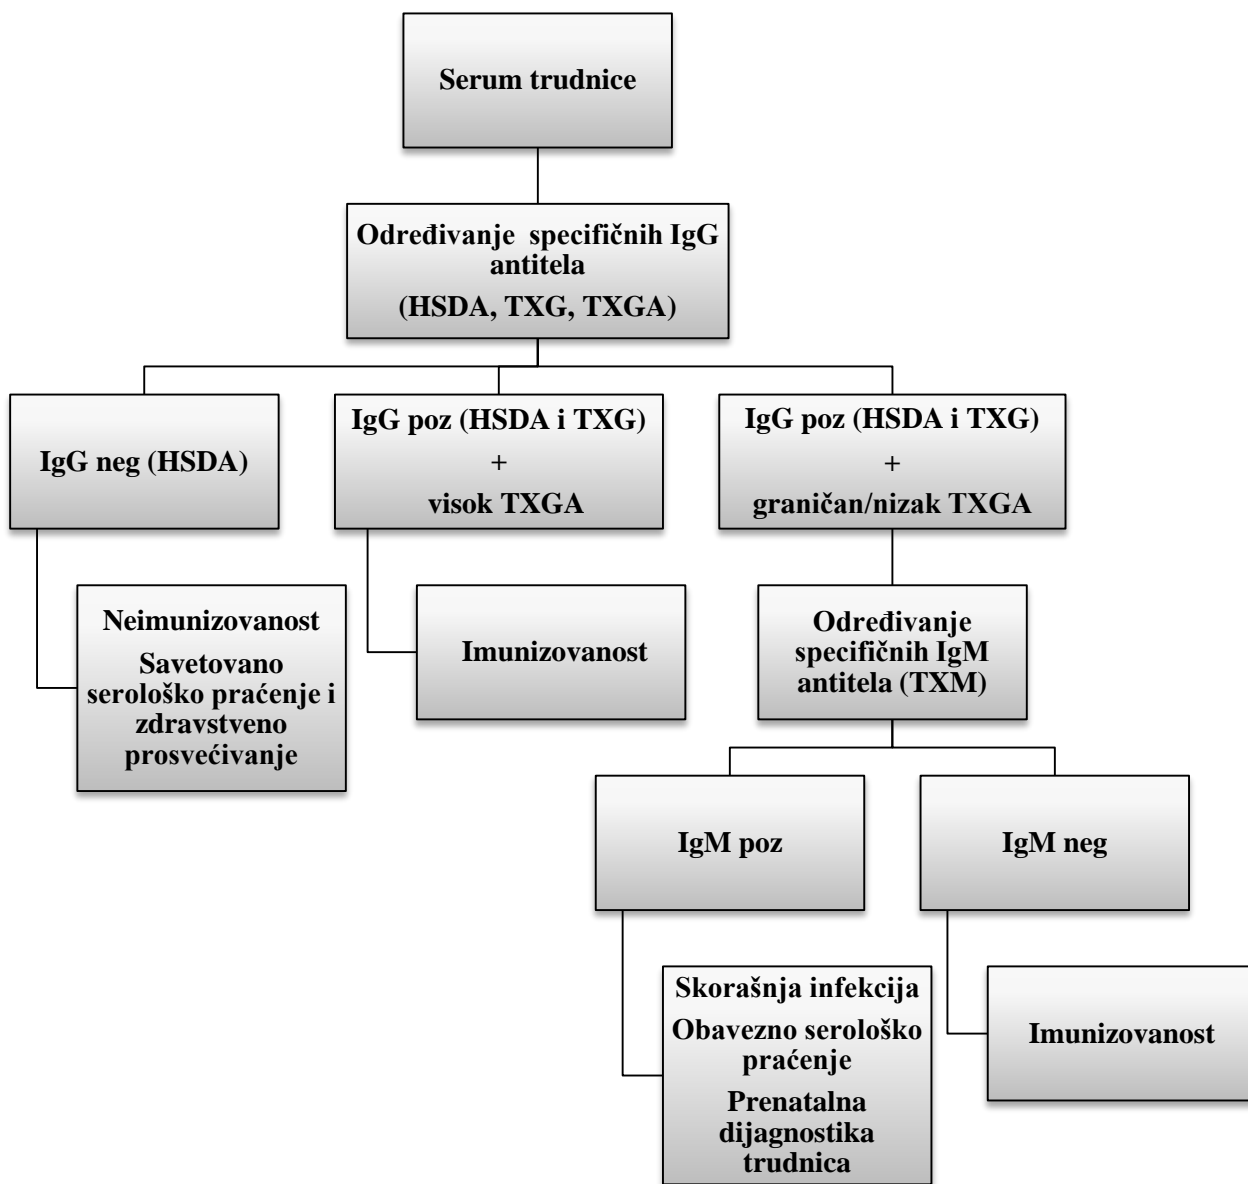 Serum trudnice
Određivanje specifičnih IgG
antitela
(HSDA, TXG, TXGA)
IgG neg (HSDA)
IgG poz (HSDA i TXG)
+
visok TXGA
IgG poz (HSDA i TXG)
+
graničan/nizak TXGA
Neimunizovanost
Savetovano
serološko praćenje i
zdravstveno
prosvećivanje
Imunizovanost
Određivanje
specifičnih IgM
antitela (TXM)
IgM poz
IgM neg
Skorašnja infekcija
Obavezno serološko
praćenje
Prenatalna
dijagnostika
trudnica
Imunizovanost